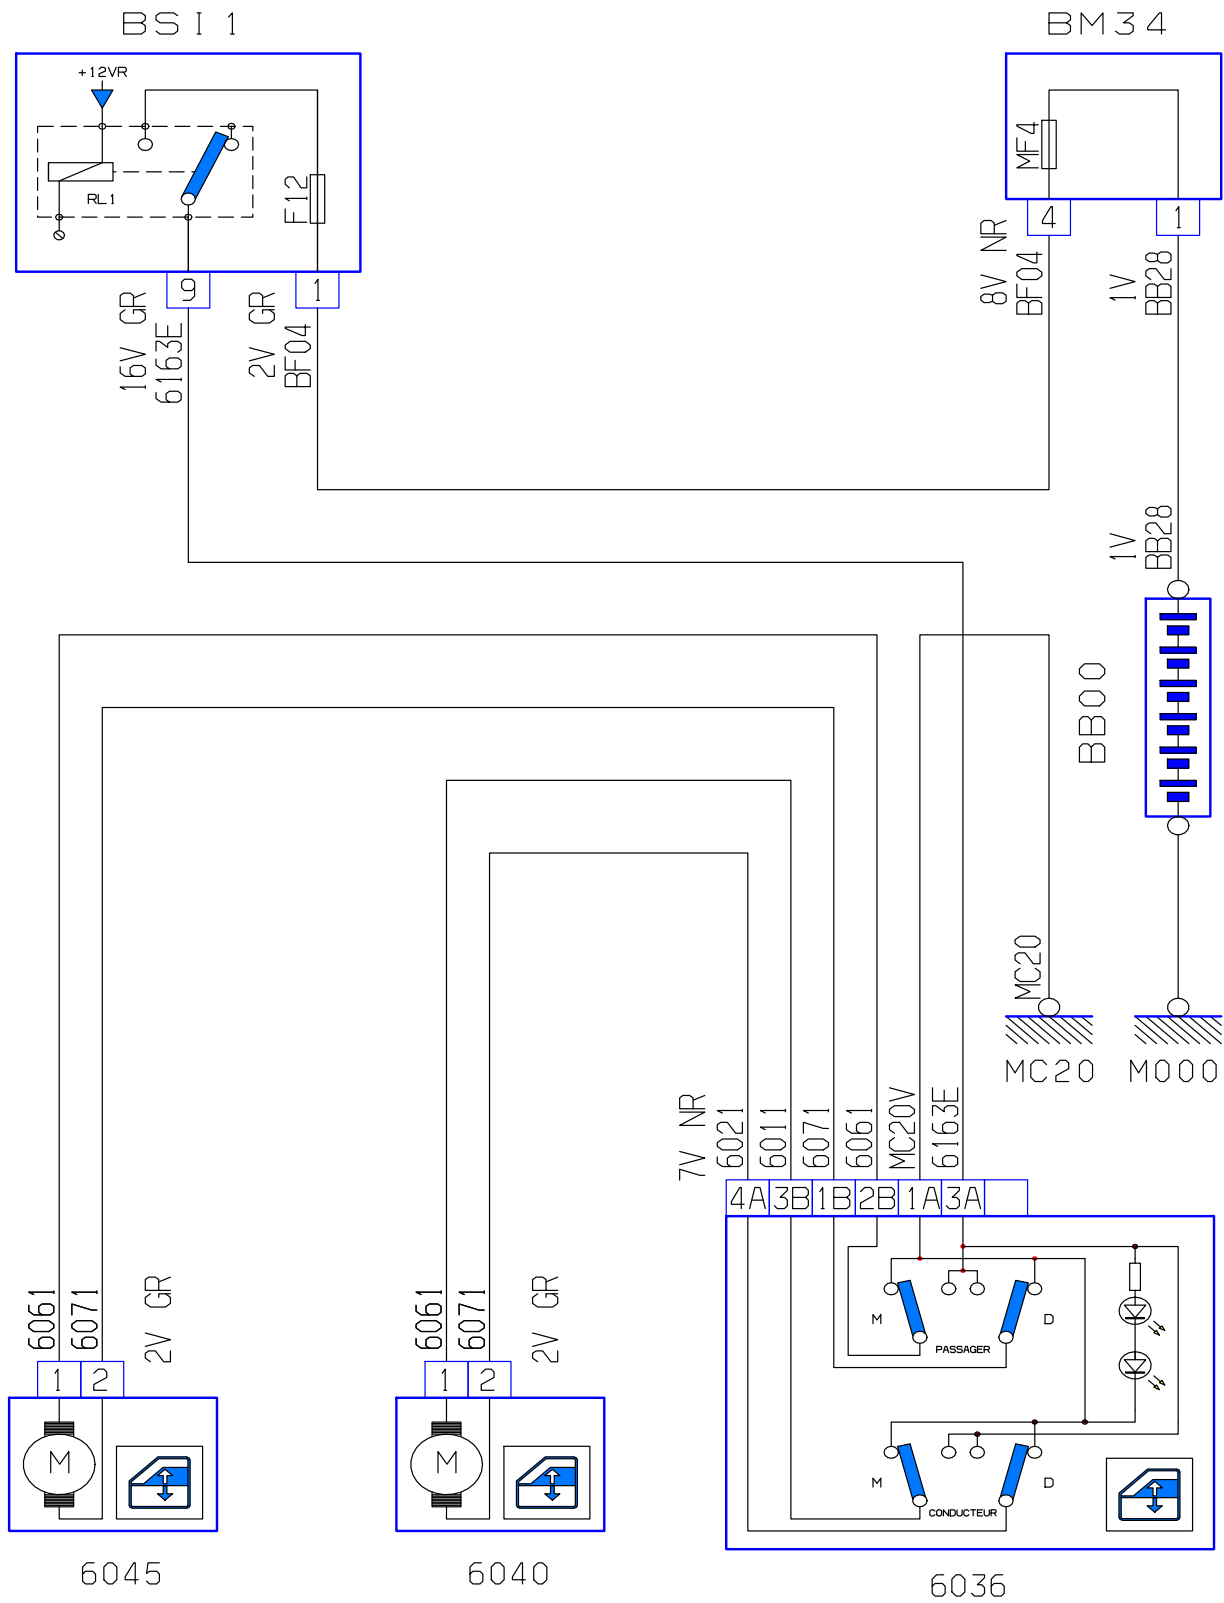 BSI1
BM34
+12VR
RL1
F12
MF4
9
1
4
1
16V GR
6163E
2V GR
BF04
8V NR
BF04
1V
BB28
1V
BB28
BB00
MC20
MC20
M000
7V NR
6021
6011
6071
6061
MC20V
6163E
4A
3B
1B
2B
1A
3A
6061
6071
2V GR
6061
6071
2V GR
1
2
1
2
M
M
M
D
PASSAGER
M
D
CONDUCTEUR
6045
6040
6036